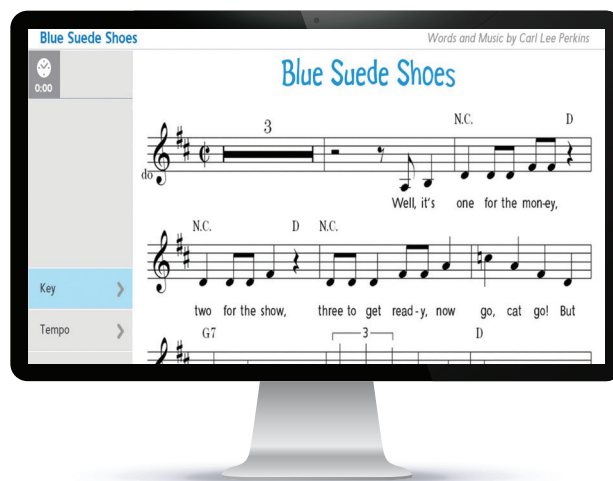 Blue Suede Shoes
Words and Music by Carl Lee Perkins
0:00
Blue Suede Shoes
3
N.C. D
do
Well, it's one for the mon-ey,
N.C. D N.C.
Key
two for the show, three to get read-y, now go, cat go! But
Tempo
G7 3 D